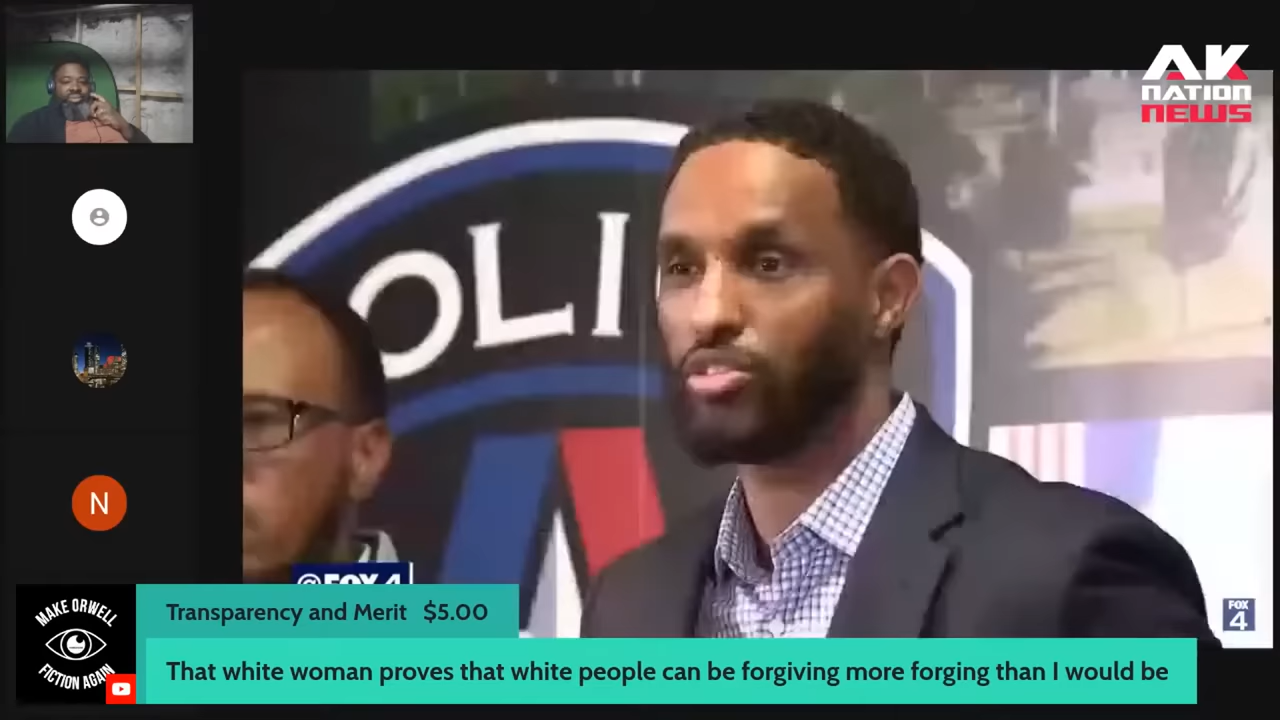 AK
NATION
NEWS
OLI
N
@FOX 4
FOX
4
MAKE ORWELL
FICTION AGAIN
Transparency and Merit $5.00
That white woman proves that white people can be forgiving more forging than I would be